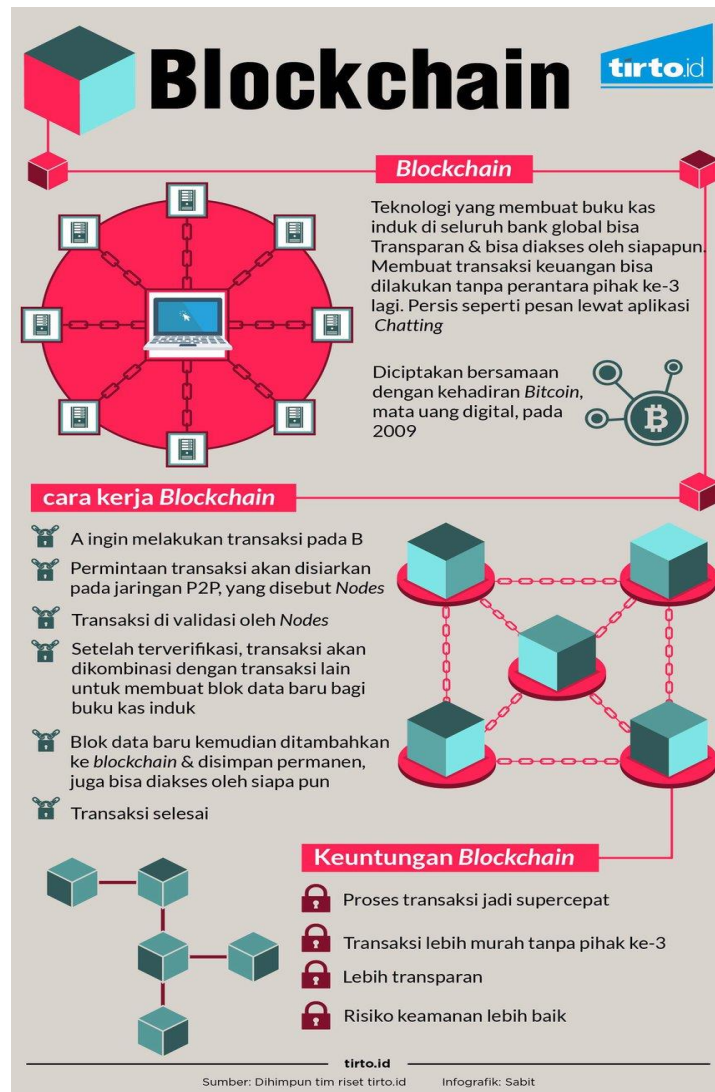 Blockchain
tirto.id
Blockchain
Teknologi yang membuat buku kas
induk di seluruh bank global bisa
Transparan & bisa diakses oleh siapapun.
Membuat transaksi keuangan bisa
dilakukan tanpa perantara pihak ke-3
lagi. Persis seperti pesan lewat aplikasi
Chatting
Diciptakan bersamaan
dengan kehadiran Bitcoin,
mata uang digital, pada
2009
cara kerja Blockchain
A ingin melakukan transaksi pada B
Permintaan transaksi akan disiarkan
pada jaringan P2P, yang disebut Nodes
Transaksi di validasi oleh Nodes
Setelah terverifikasi, transaksi akan
dikombinasi dengan transaksi lain
untuk membuat blok data baru bagi
buku kas induk
Blok data baru kemudian ditambahkan
ke blockchain & disimpan permanen,
juga bisa diakses oleh siapa pun
Transaksi selesai
Keuntungan Blockchain
Proses transaksi jadi supercepat
Transaksi lebih murah tanpa pihak ke-3
Lebih transparan
Risiko keamanan lebih baik
tirto.id
Sumber: Dihimpun tim riset tirto.id Infografik: Sabit